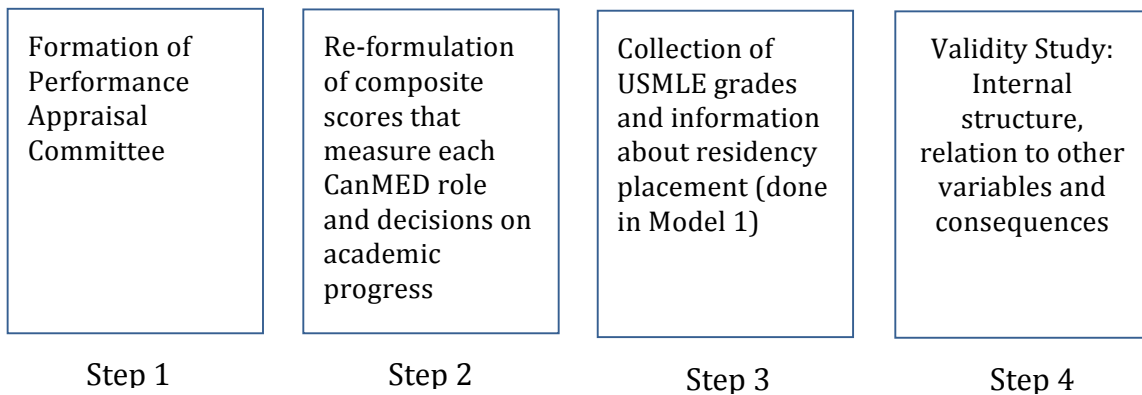 Formation of
Performance
Appraisal
Committee
Re-formulation
of composite
scores that
measure each
CanMED role
and decisions on
academic
progress
Collection of
USMLE grades
and information
about residency
placement (done
in Model 1)
Validity Study:
Internal
structure,
relation to other
variables and
consequences
Step 1
Step 2
Step 3
Step 4